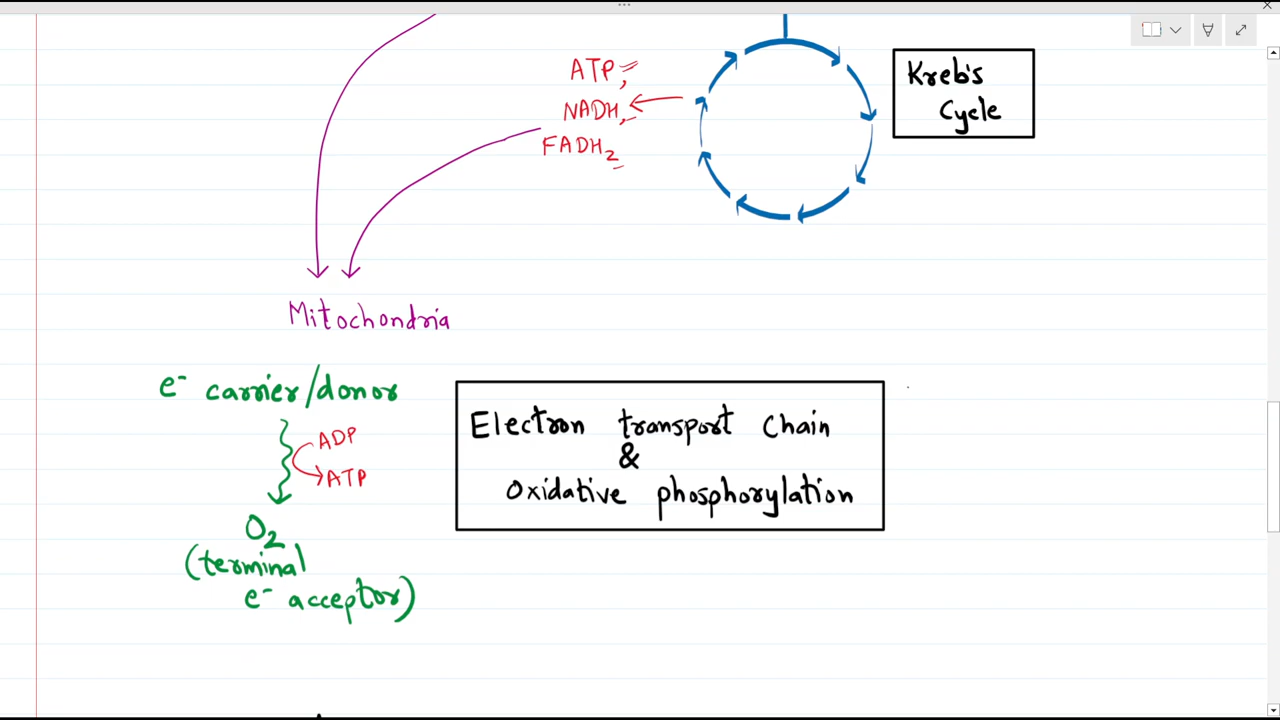 ATP,
NADH,
FADH2
Kreb's
Cycle
Mitochondria
e- carrier/donor
ADP
ATP
O2
(terminal
e- acceptor)
Electron transport chain
&
Oxidative phosphorylation